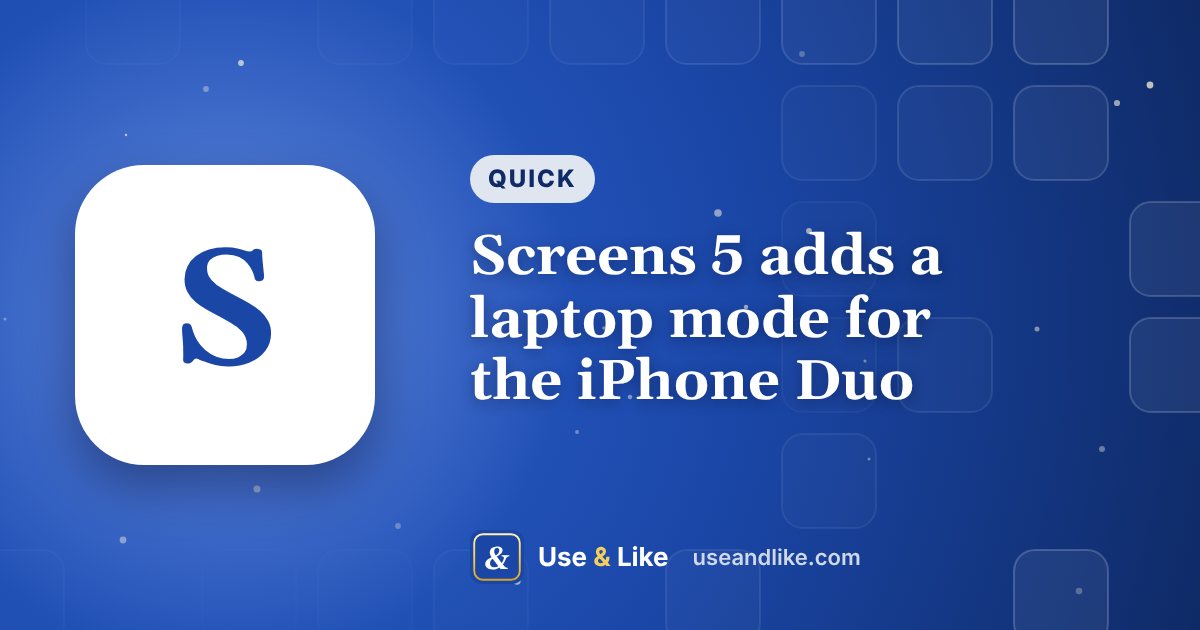 S
QUICK
Screens 5 adds a
laptop mode for
the iPhone Duo
& Use & Like useandlike.com